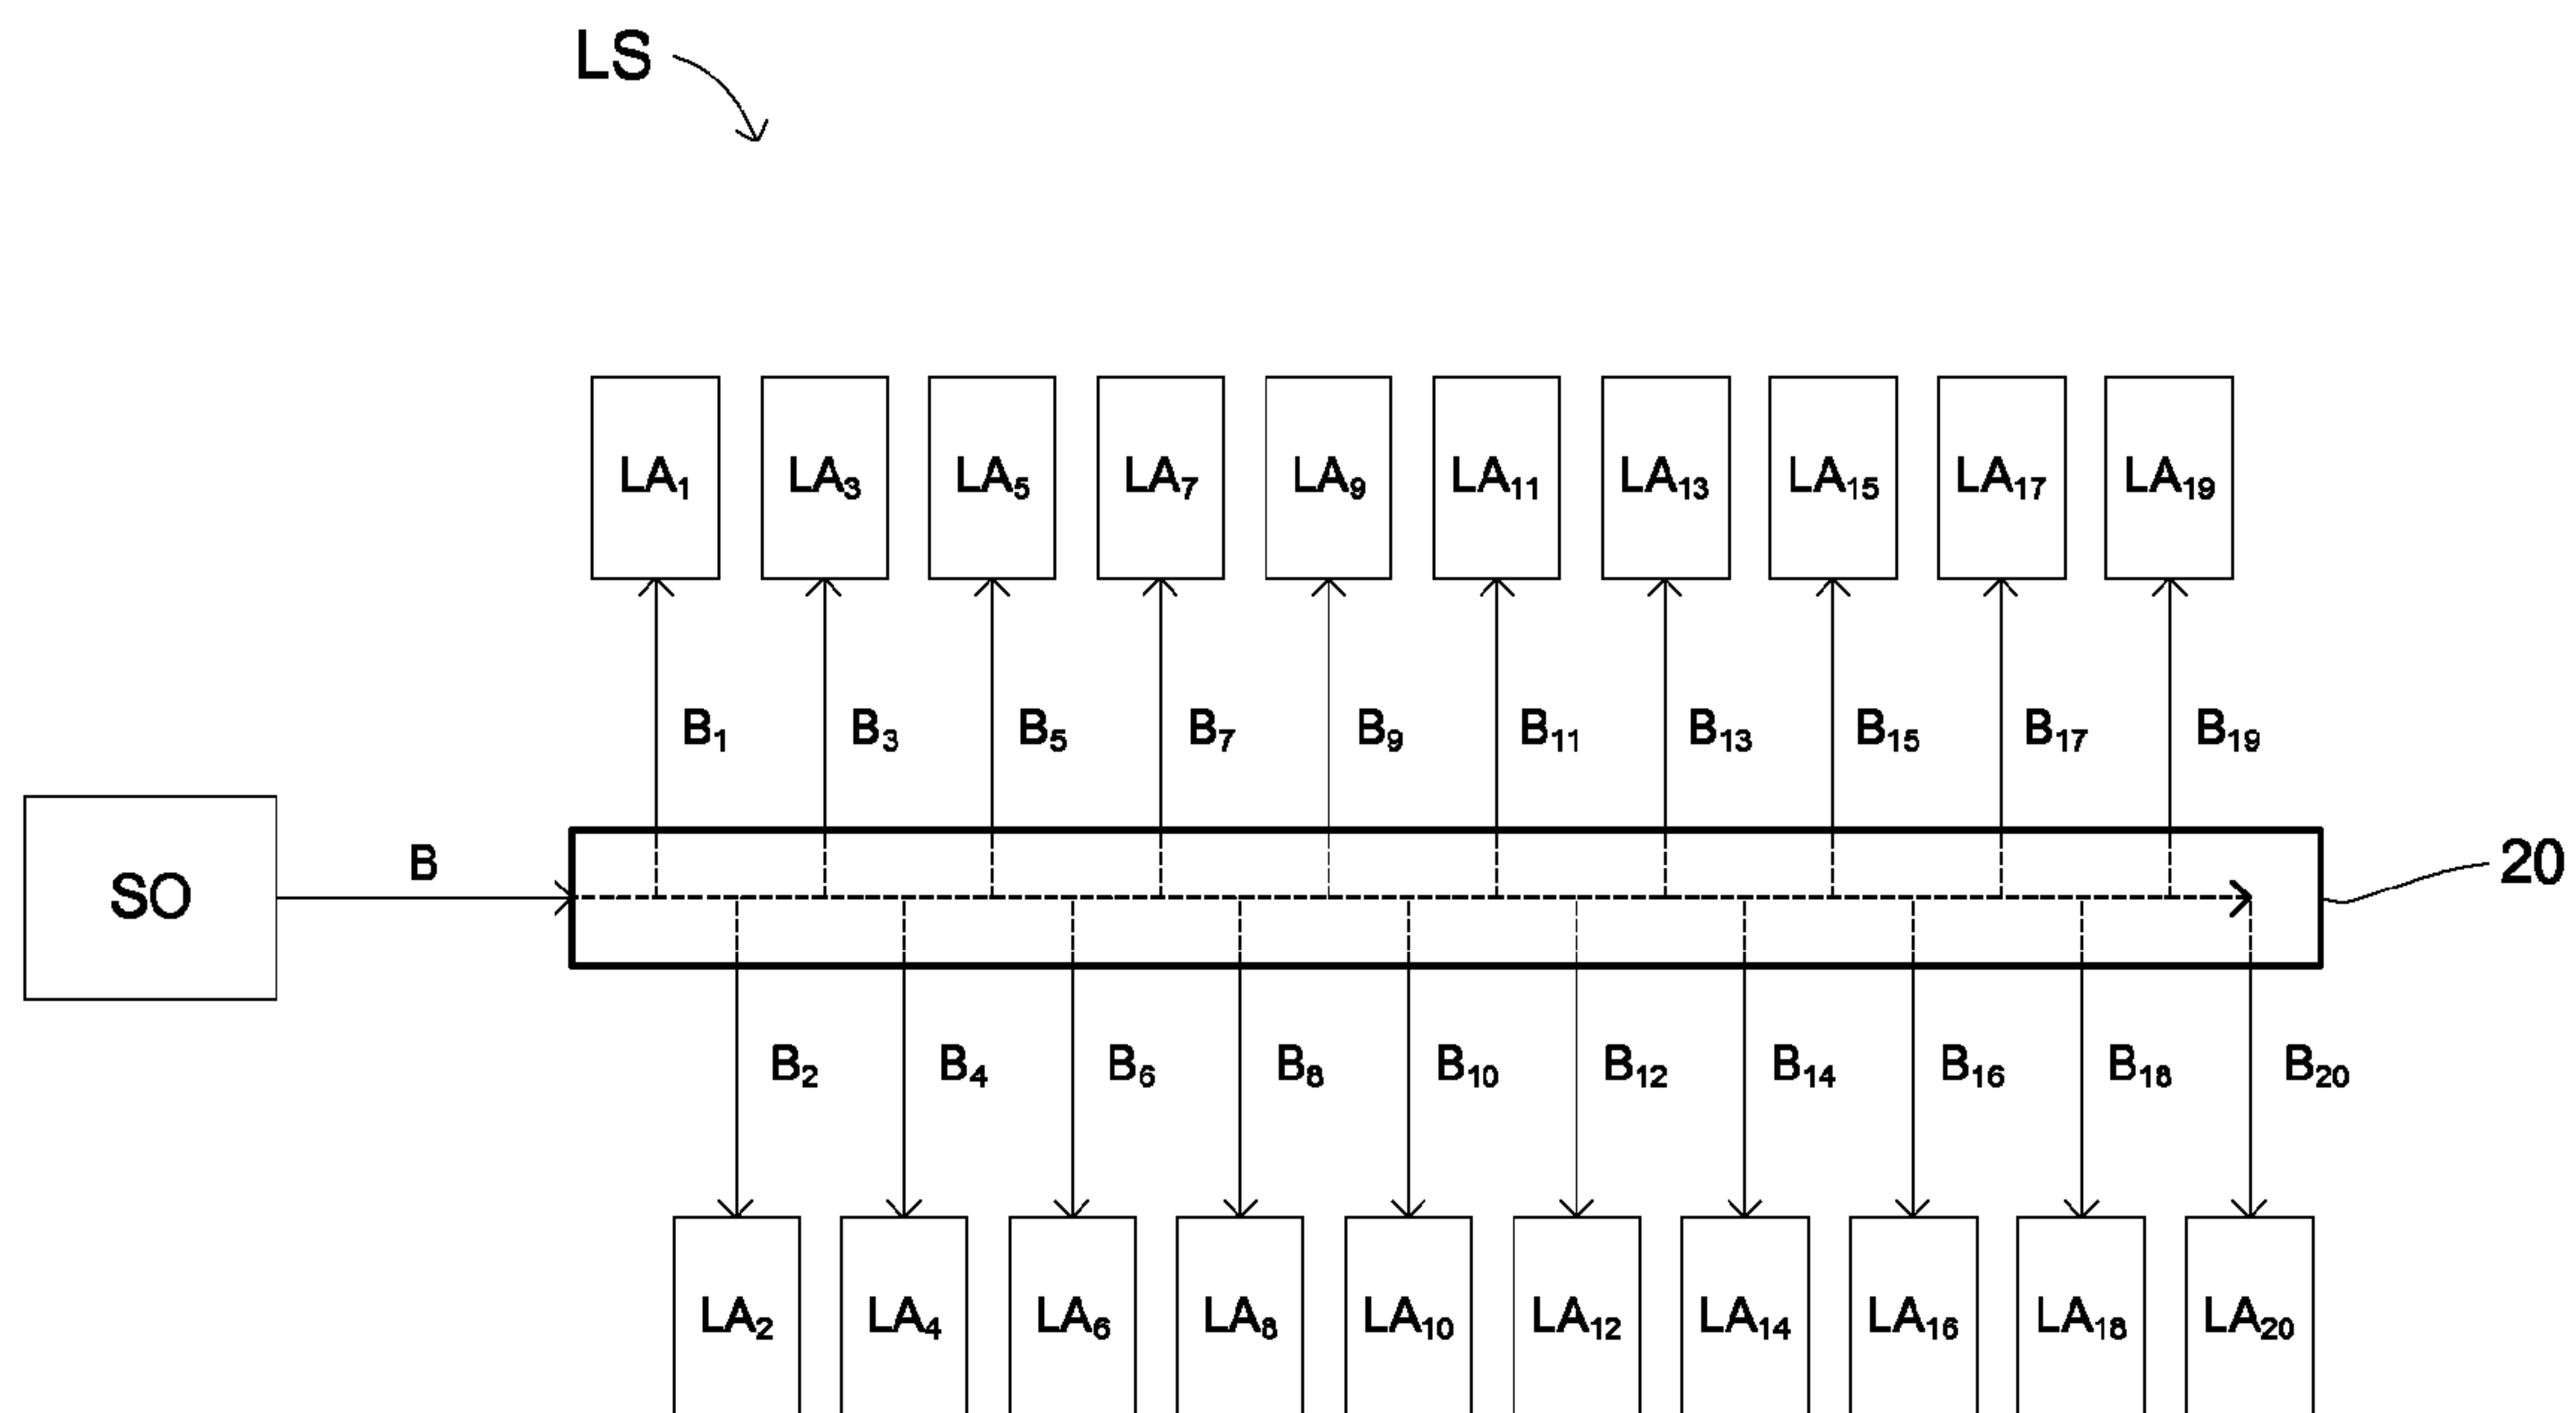 LS
LA₁ LA₃ LA₅ LA₇ LA₉ LA₁₁ LA₁₃ LA₁₅ LA₁₇ LA₁₉
B₁ B₃ B₅ B₇ B₉ B₁₁ B₁₃ B₁₅ B₁₇ B₁₉
SO B 20
B₂ B₄ B₆ B₈ B₁₀ B₁₂ B₁₄ B₁₆ B₁₈ B₂₀
LA₂ LA₄ LA₆ LA₈ LA₁₀ LA₁₂ LA₁₄ LA₁₆ LA₁₈ LA₂₀